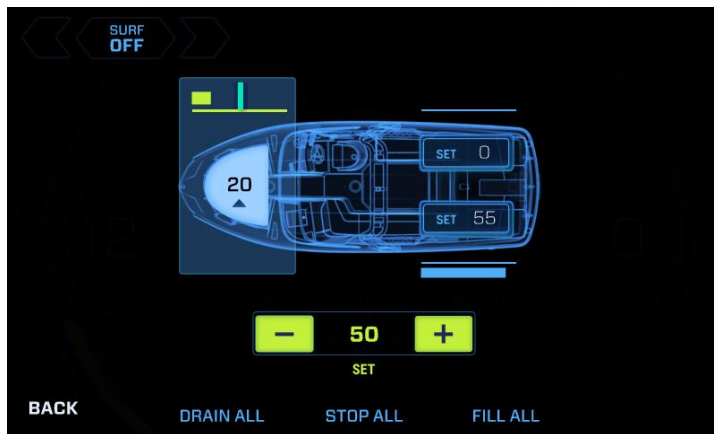 SURF
OFF
20
SET 0
SET 55
− 50 +
SET
BACK
DRAIN ALL STOP ALL FILL ALL